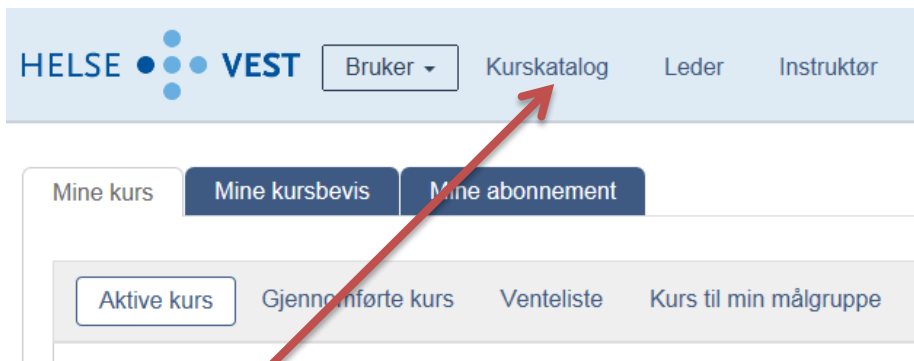 HELSE VEST Bruker Kurskatalog Leder Instruktør
Mine kurs Mine kursbevis Mine abonnement
Aktive kurs Gjennomførte kurs Venteliste Kurs til min målgruppe